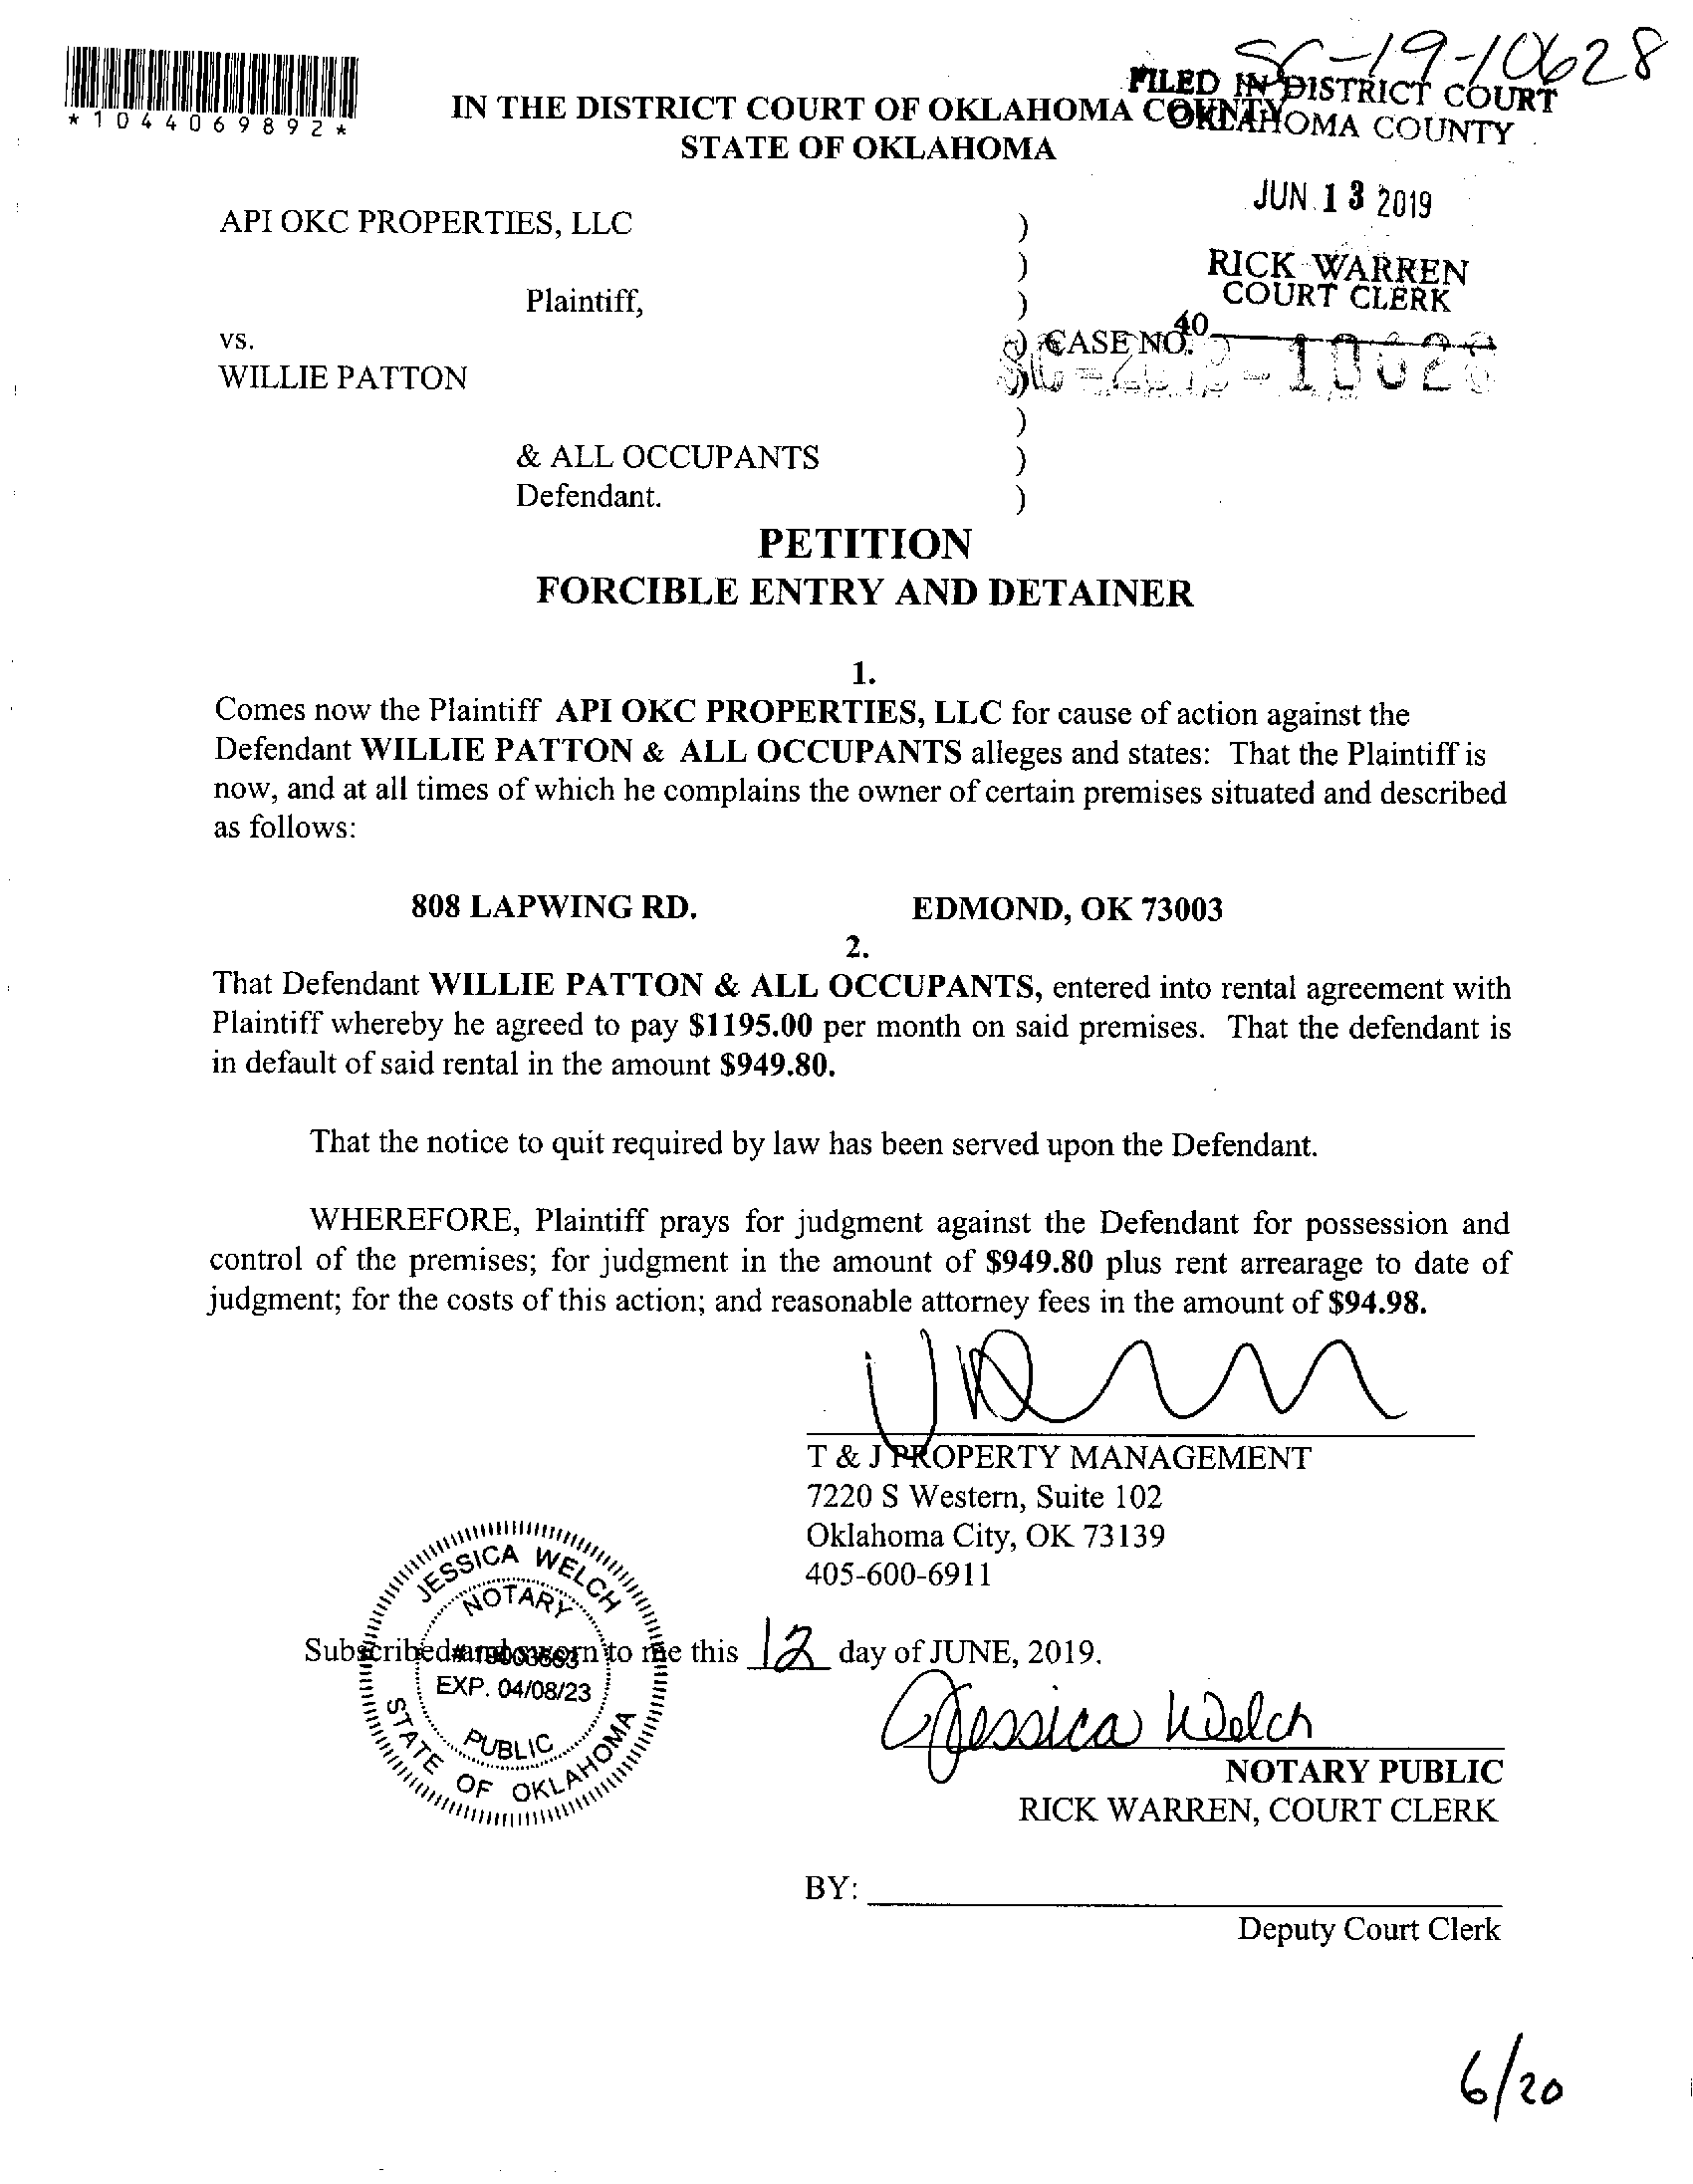 SC-19-10628
*1044069892*
FILED IN DISTRICT COURT
OKLAHOMA COUNTY
IN THE DISTRICT COURT OF OKLAHOMA COUNTY
STATE OF OKLAHOMA
JUN 13 2019
RICK WARREN
COURT CLERK
40
API OKC PROPERTIES, LLC )
)
Plaintiff, )
vs. ) CASE NO.
WILLIE PATTON )
)
& ALL OCCUPANTS )
Defendant. )
PETITION
FORCIBLE ENTRY AND DETAINER
1.
Comes now the Plaintiff API OKC PROPERTIES, LLC for cause of action against the
Defendant WILLIE PATTON & ALL OCCUPANTS alleges and states: That the Plaintiff is
now, and at all times of which he complains the owner of certain premises situated and described
as follows:
808 LAPWING RD. EDMOND, OK 73003
2.
That Defendant WILLIE PATTON & ALL OCCUPANTS, entered into rental agreement with
Plaintiff whereby he agreed to pay $1195.00 per month on said premises. That the defendant is
in default of said rental in the amount $949.80.
That the notice to quit required by law has been served upon the Defendant.
WHEREFORE, Plaintiff prays for judgment against the Defendant for possession and
control of the premises; for judgment in the amount of $949.80 plus rent arrearage to date of
judgment; for the costs of this action; and reasonable attorney fees in the amount of $94.98.
T & J PROPERTY MANAGEMENT
7220 S Western, Suite 102
Oklahoma City, OK 73139
405-600-6911
JESSICA WELCH
NOTARY
EXP. 04/08/23
PUBLIC
STATE OF OKLAHOMA
Subscribed and sworn to me this 12 day of JUNE, 2019.
Jessica Welch
NOTARY PUBLIC
RICK WARREN, COURT CLERK
BY:
Deputy Court Clerk
6/20